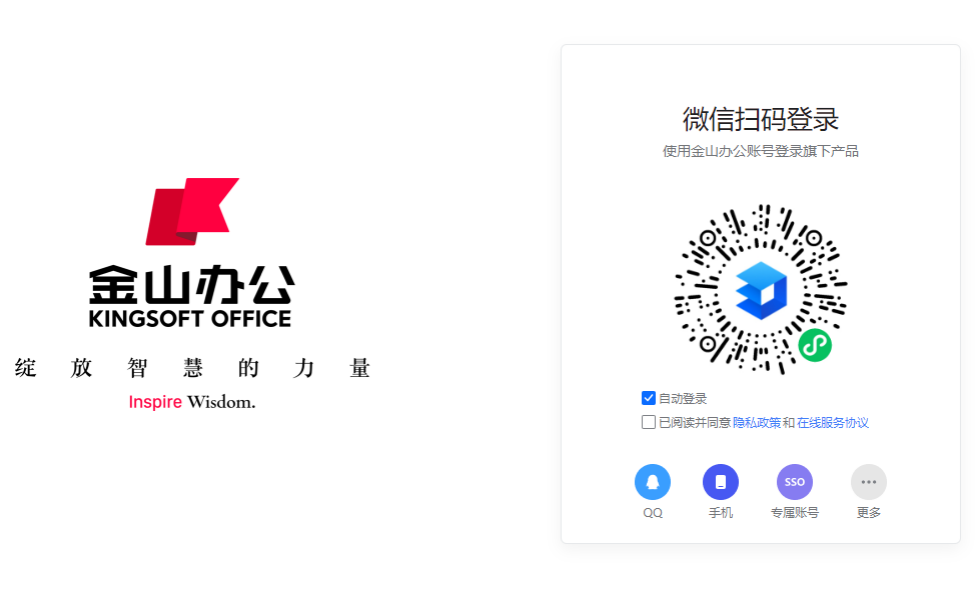 金山办公
KINGSOFT OFFICE
绽放智慧的力量
Inspire Wisdom.
微信扫码登录
使用金山办公账号登录旗下产品
自动登录
已阅读并同意隐私政策和在线服务协议
SSO
QQ 手机 专属账号 更多